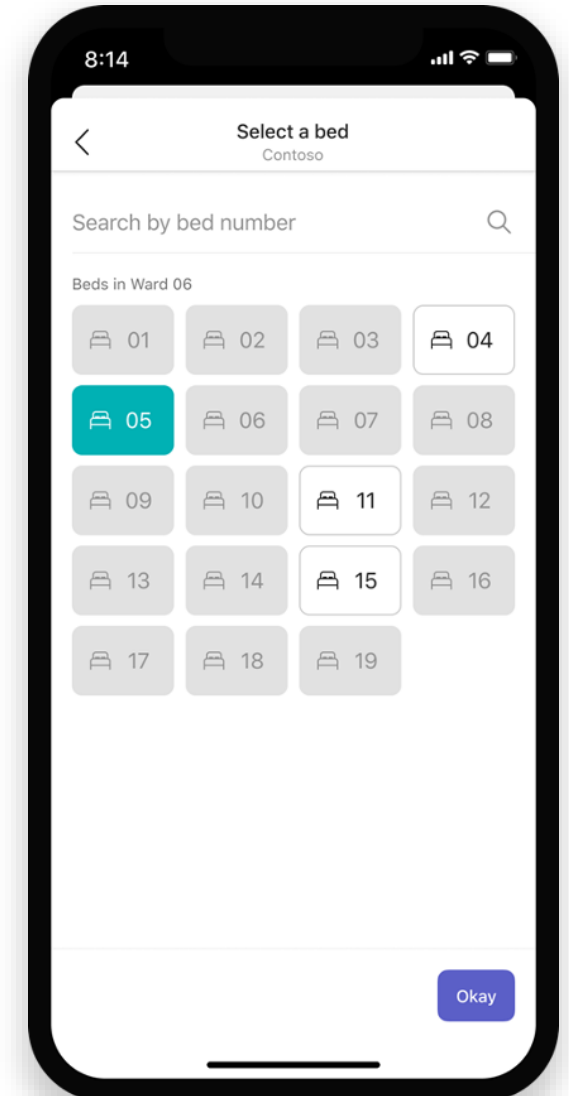 8:14
Select a bed
Contoso
Search by bed number
Beds in Ward 06
01 02 03 04
05 06 07 08
09 10 11 12
13 14 15 16
17 18 19
Okay